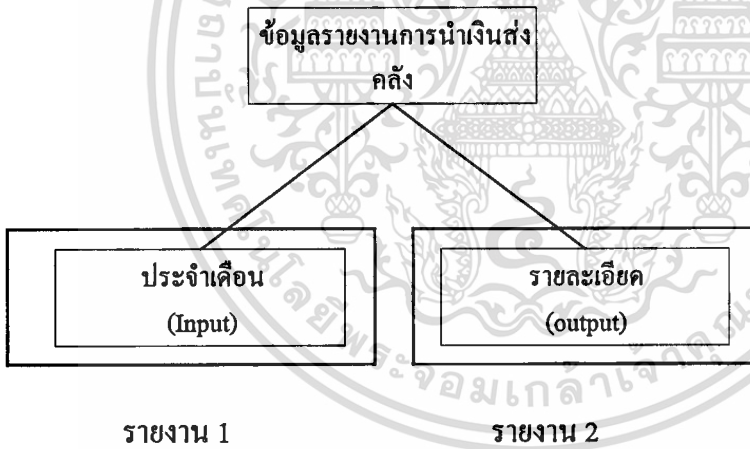 ข้อมูลรายงานการนำเงินส่ง
คลัง
ประจำเดือน
(Input)
รายละเอียด
(output)
รายงาน 1
รายงาน 2